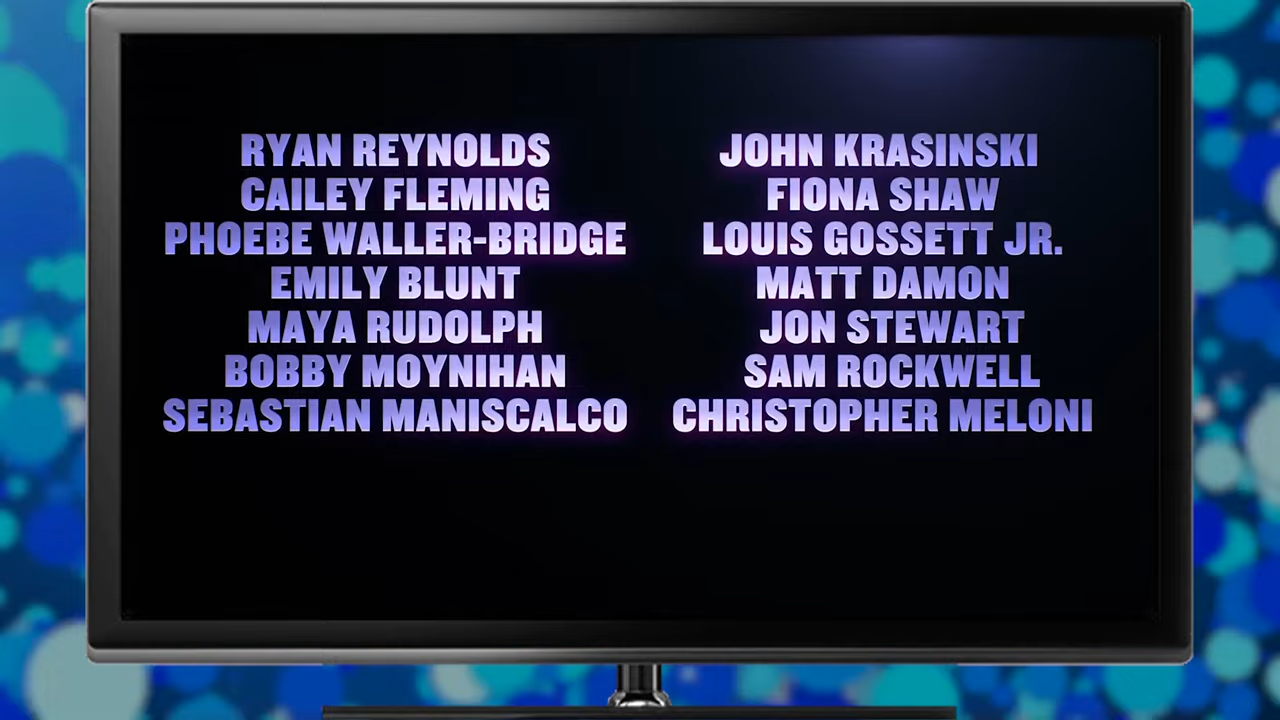 RYAN REYNOLDS
JOHN KRASINSKI
CAILEY FLEMING
FIONA SHAW
PHOEBE WALLER-BRIDGE
LOUIS GOSSETT JR.
EMILY BLUNT
MATT DAMON
MAYA RUDOLPH
JON STEWART
BOBBY MOYNIHAN
SAM ROCKWELL
SEBASTIAN MANISCALCO
CHRISTOPHER MELONI